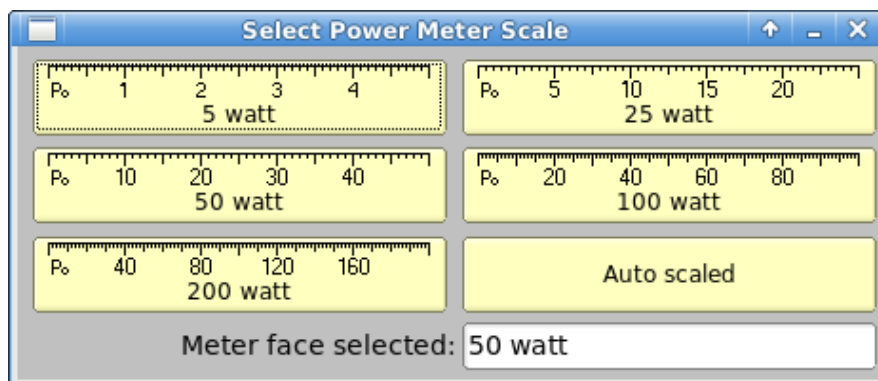 Select Power Meter Scale
Po 1 2 3 4
5 watt
Po 5 10 15 20
25 watt
Po 10 20 30 40
50 watt
Po 20 40 60 80
100 watt
Po 40 80 120 160
200 watt
Auto scaled
Meter face selected: 50 watt